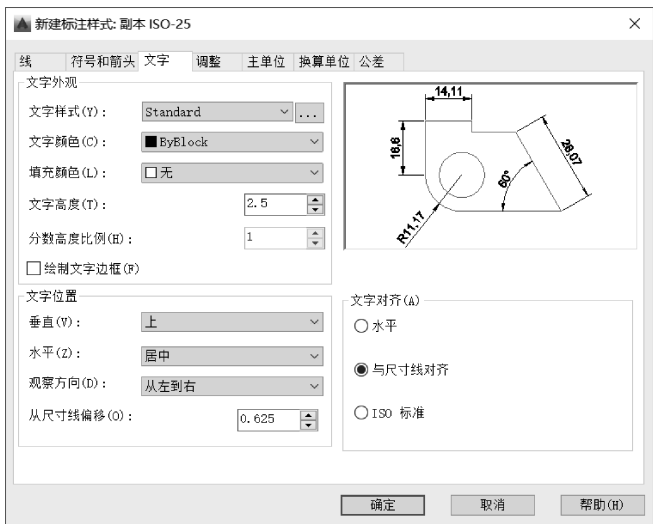 新建标注样式: 副本 ISO-25
线 符号和箭头 文字 调整 主单位 换算单位 公差
文字外观
文字样式(Y): Standard ...
文字颜色(C): ByBlock
填充颜色(L): 无
文字高度(T): 2.5
分数高度比例(H): 1
绘制文字边框(F)
14,11
16,6
28,07
60°
R11,17
文字位置
垂直(V): 上
水平(Z): 居中
观察方向(D): 从左到右
从尺寸线偏移(O): 0.625
文字对齐(A)
水平
与尺寸线对齐
ISO 标准
确定 取消 帮助(H)